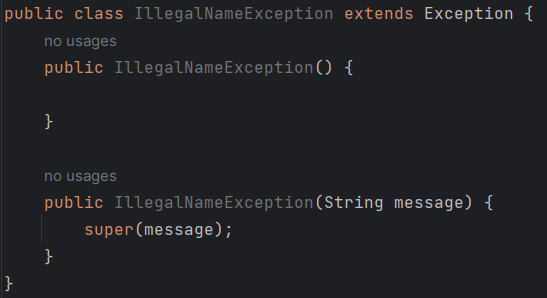 public class IllegalNameException extends Exception {
no usages
public IllegalNameException() {
}
no usages
public IllegalNameException(String message) {
super(message);
}
}